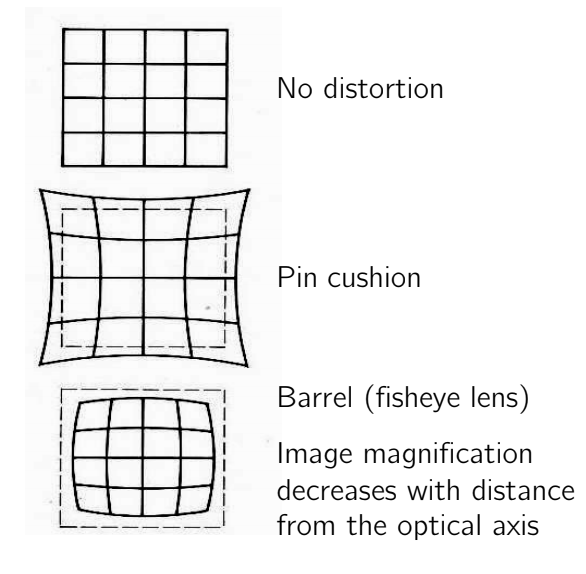 No distortion
Pin cushion
Barrel (fisheye lens)
Image magnification
decreases with distance
from the optical axis